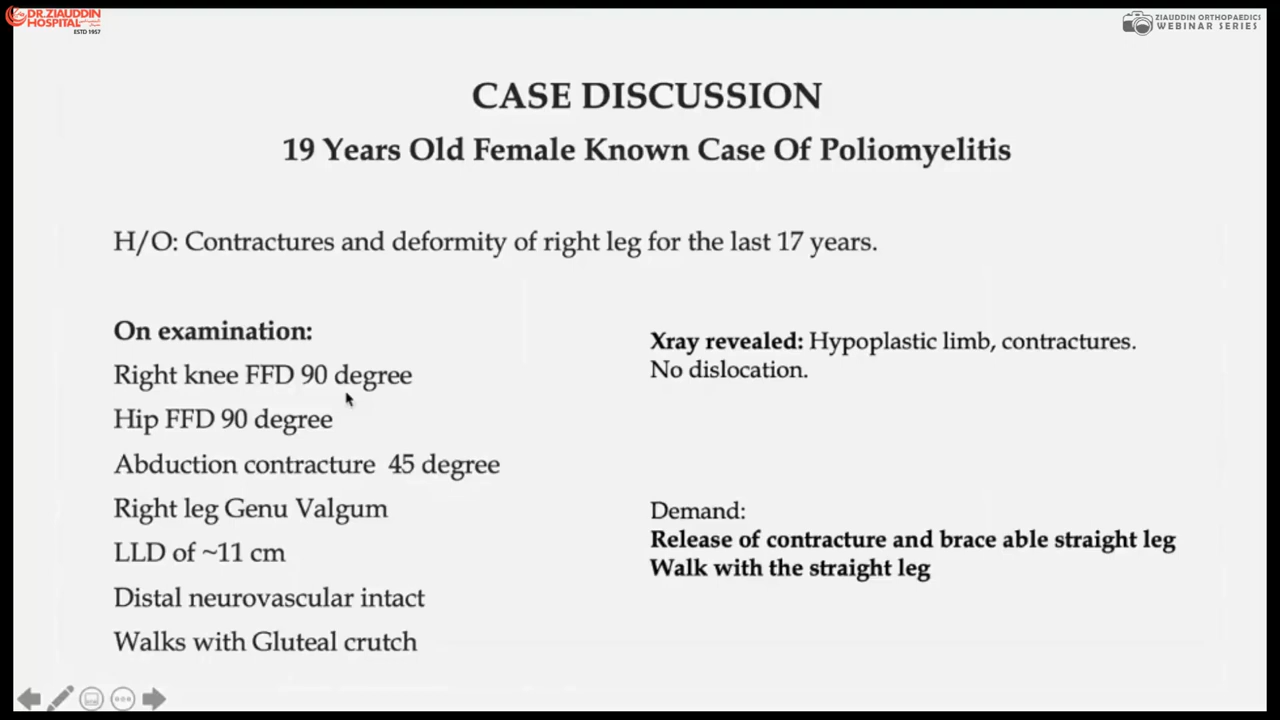 DR.ZIAUDDIN
HOSPITAL
ESTD 1957
ZIAUDDIN ORTHOPAEDICS
WEBINAR SERIES
CASE DISCUSSION
19 Years Old Female Known Case Of Poliomyelitis
H/O: Contractures and deformity of right leg for the last 17 years.
On examination:
Right knee FFD 90 degree
Hip FFD 90 degree
Abduction contracture 45 degree
Right leg Genu Valgum
LLD of ~11 cm
Distal neurovascular intact
Walks with Gluteal crutch
Xray revealed: Hypoplastic limb, contractures.
No dislocation.
Demand:
Release of contracture and brace able straight leg
Walk with the straight leg